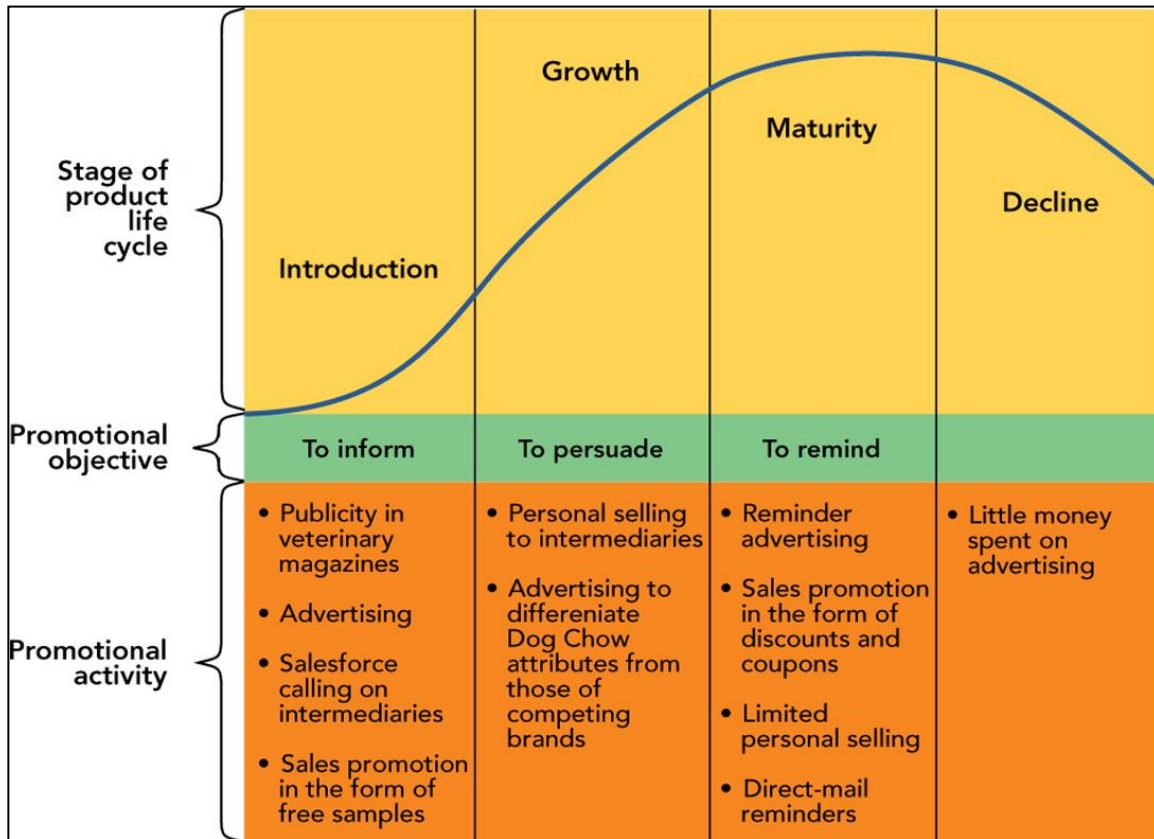 Growth
Maturity
Stage of
product
life
cycle
Decline
Introduction
Promotional
objective
To inform
To persuade
To remind
Promotional
activity
• Publicity in
veterinary
magazines
• Advertising
• Salesforce
calling on
intermediaries
• Sales promotion
in the form of
free samples
• Personal selling
to intermediaries
• Advertising to
differeniate
Dog Chow
attributes from
those of
competing
brands
• Reminder
advertising
• Sales promotion
in the form of
discounts and
coupons
• Limited
personal selling
• Direct-mail
reminders
• Little money
spent on
advertising